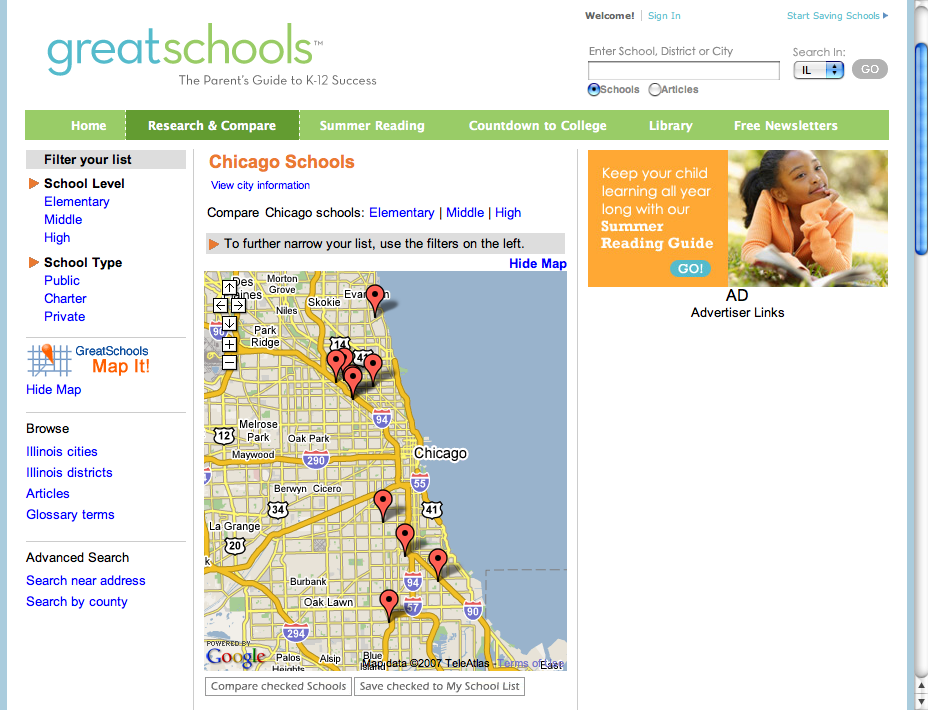 Welcome! | Sign In
Start Saving Schools
greatschools™
The Parent's Guide to K-12 Success
Enter School, District or City
Search In:
IL
GO
Schools
Articles
Home
Research & Compare
Summer Reading
Countdown to College
Library
Free Newsletters
Filter your list
School Level
Elementary
Middle
High
School Type
Public
Charter
Private
GreatSchools
Map It!
Hide Map
Browse
Illinois cities
Illinois districts
Articles
Glossary terms
Advanced Search
Search near address
Search by county
Chicago Schools
View city information
Compare Chicago schools: Elementary | Middle | High
To further narrow your list, use the filters on the left.
Hide Map
Des
Morton
Grove
Skokie
Niles
Park
Ridge
14
94
12
Melrose
Park
Oak Park
Maywood
290
Chicago
55
Berwyn
Cicero
34
41
La Grange
20
Burbank
94
Oak Lawn
57
90
294
POWERED BY
Google
Palos
Heights
Alsip
Blue
Island
Map data ©2007 TeleAtlas - Terms of
East
Compare checked Schools
Save checked to My School List
Keep your child
learning all year
long with our
Summer
Reading Guide
GO!
AD
Advertiser Links